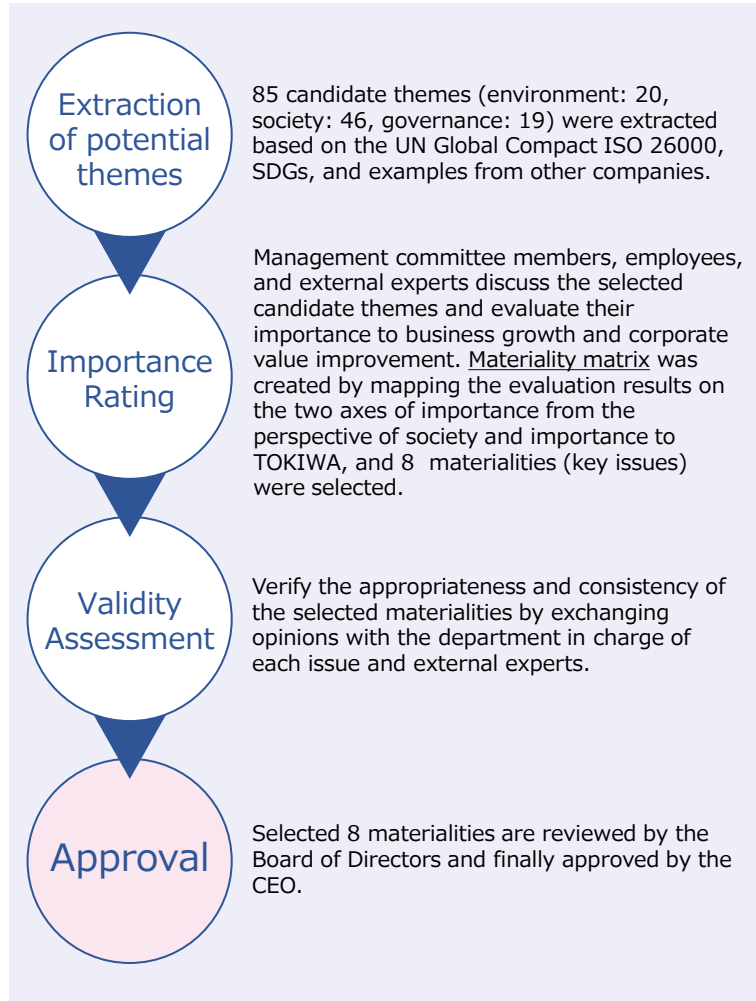 Extraction
of potential
themes
85 candidate themes (environment: 20,
society: 46, governance: 19) were extracted
based on the UN Global Compact ISO 26000,
SDGs, and examples from other companies.
Importance
Rating
Management committee members, employees,
and external experts discuss the selected
candidate themes and evaluate their
importance to business growth and corporate
value improvement. Materiality matrix was
created by mapping the evaluation results on
the two axes of importance from the
perspective of society and importance to
TOKIWA, and 8 materialities (key issues)
were selected.
Validity
Assessment
Verify the appropriateness and consistency of
the selected materialities by exchanging
opinions with the department in charge of
each issue and external experts.
Approval
Selected 8 materialities are reviewed by the
Board of Directors and finally approved by the
CEO.